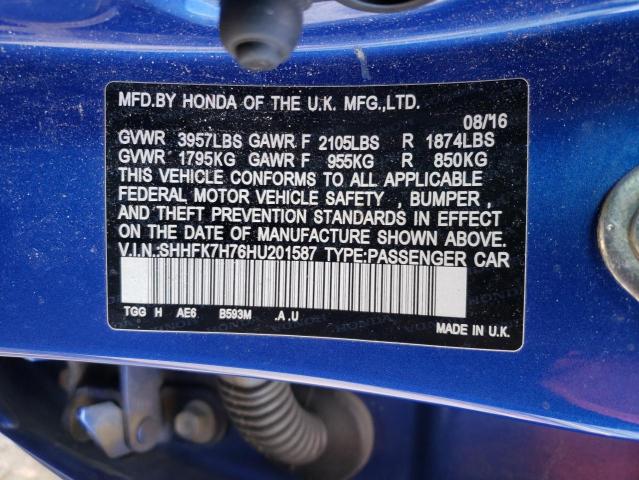 MFD.BY HONDA OF THE U.K. MFG.,LTD.
08/16
GVWR 3957LBS GAWR F 2105LBS R 1874LBS
GVWR 1795KG GAWR F 955KG R 850KG
THIS VEHICLE CONFORMS TO ALL APPLICABLE
FEDERAL MOTOR VEHICLE SAFETY , BUMPER ,
AND THEFT PREVENTION STANDARDS IN EFFECT
ON THE DATE OF MANUFACTURE SHOWN ABOVE.
V.I.N.:SHHFK7H76HU201587 TYPE:PASSENGER CAR
TGG H AE6 B593M .A .U
MADE IN U.K.